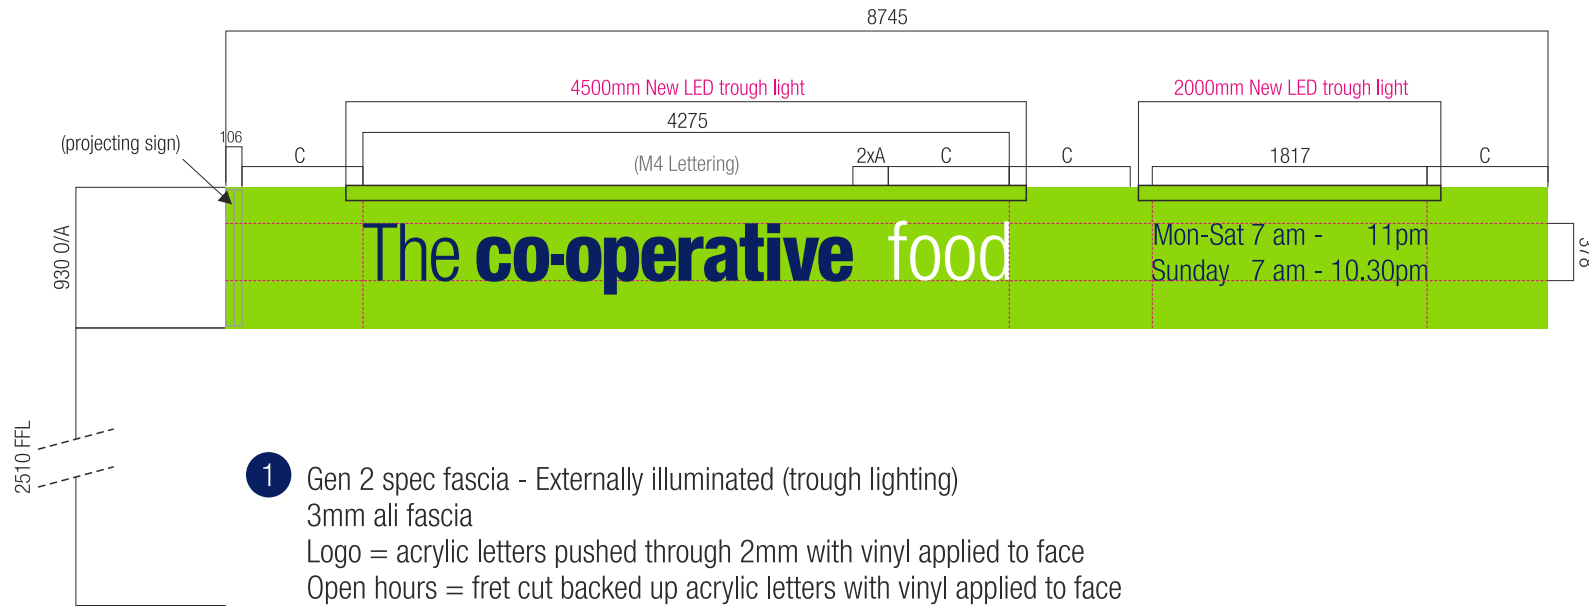 8745
4500mm New LED trough light
2000mm New LED trough light
4275
(projecting sign)
106
C
(M4 Lettering)
2xA
C
C
1817
C
930 O/A
The co-operative food
Mon-Sat 7 am - 11pm
Sunday 7 am - 10.30pm
378
2510 FFL
1
Gen 2 spec fascia - Externally illuminated (trough lighting)
3mm ali fascia
Logo = acrylic letters pushed through 2mm with vinyl applied to face
Open hours = fret cut backed up acrylic letters with vinyl applied to face